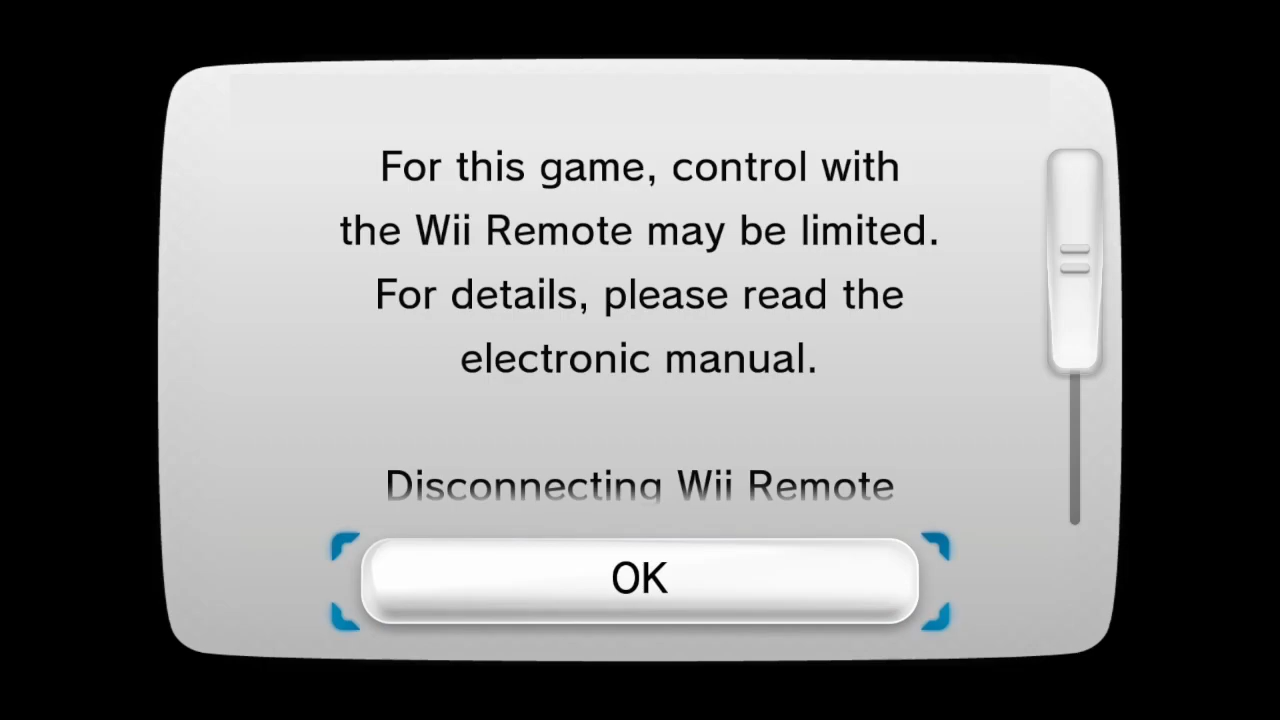 For this game, control with
the Wii Remote may be limited.
For details, please read the
electronic manual.
Disconnecting Wii Remote
OK